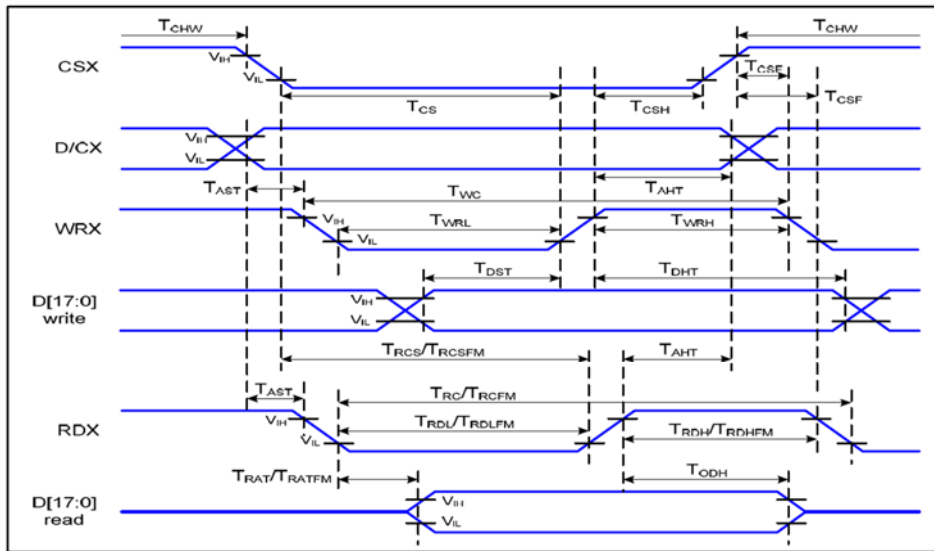 TCHW TCHW
CSX VIH VIL TCSF
TCS TCSH TCSF
D/CX VIH VIL
TAST TWC TAHT
WRX VIH VIL TWRL TWRH
TDST TDHT
D[17:0] write VIH VIL
TRCS/TRCSFM TAHT
TAST TRC/TRCFM
RDX VIH VIL TRDL/TRDLFM TRDH/TRDHFM
TRAT/TRATFM TODH
D[17:0] read VIH VIL